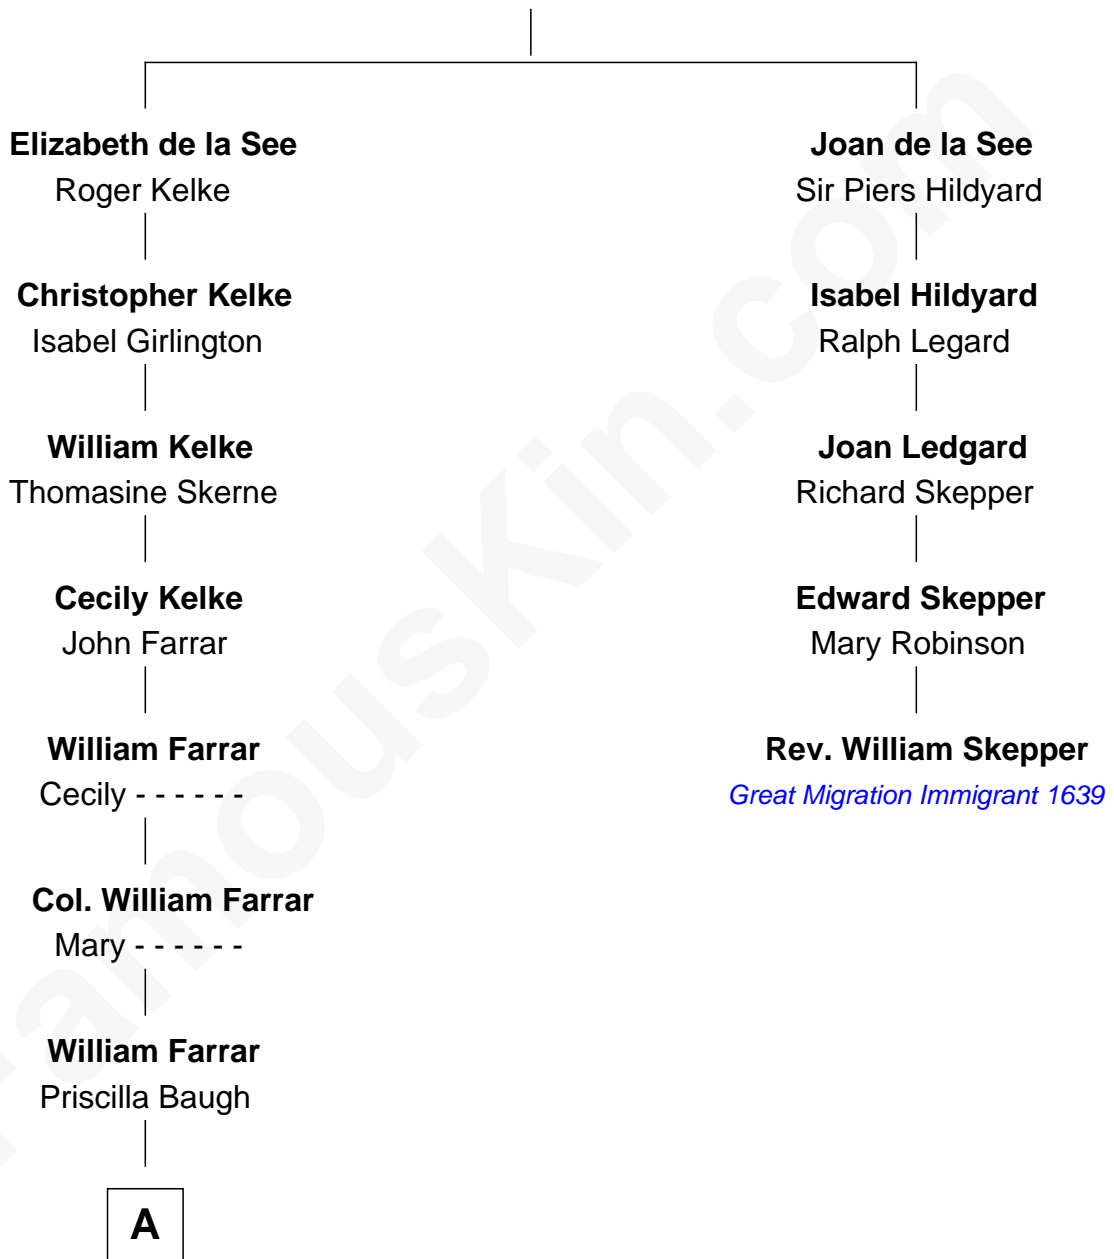 Elizabeth de la See
Roger Kelke
Christopher Kelke
Isabel Girlington
William Kelke
Thomasine Skerne
Cecily Kelke
John Farrar
William Farrar
Cecily - - - - - -
Col. William Farrar
Mary - - - - - -
William Farrar
Priscilla Baugh
A
Joan de la See
Sir Piers Hildyard
Isabel Hildyard
Ralph Legard
Joan Ledgard
Richard Skepper
Edward Skepper
Mary Robinson
Rev. William Skepper
Great Migration Immigrant 1639
FamousKin.com